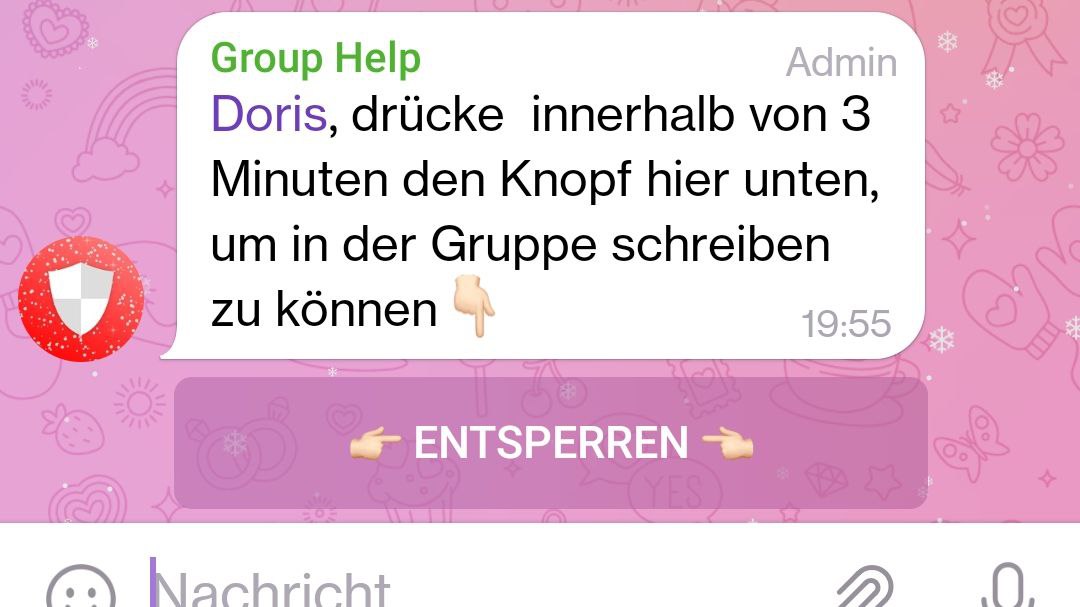 Group Help Admin
Doris, drücke innerhalb von 3
Minuten den Knopf hier unten,
um in der Gruppe schreiben
zu können👇🏻
19:55
👉🏻 ENTSPERREN 👈🏻
YES
Nachricht